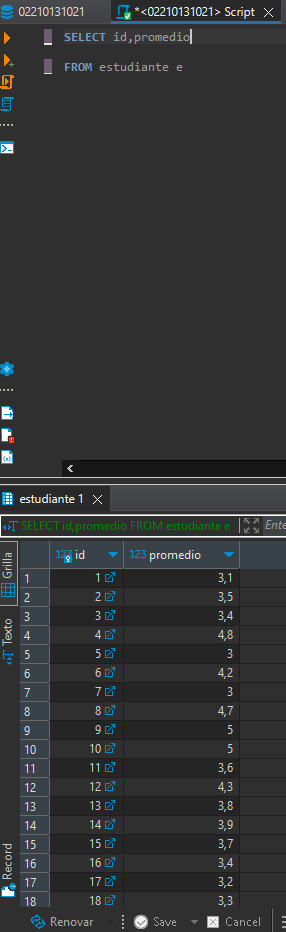 02210131021 *<02210131021> Script
SELECT id,promedio
FROM estudiante e
estudiante 1
SELECT id,promedio FROM estudiante e Ente
123 id 123 promedio
1 1 3,1
2 2 3,5
3 3 3,4
4 4 4,8
5 5 3
6 6 4,2
7 7 3
8 8 4,7
9 9 5
10 10 5
11 11 3,6
12 12 4,3
13 13 3,8
14 14 3,9
15 15 3,7
16 16 3,4
17 17 3,2
18 18 3,3
Grilla
Texto
Record
Renovar Save Cancel